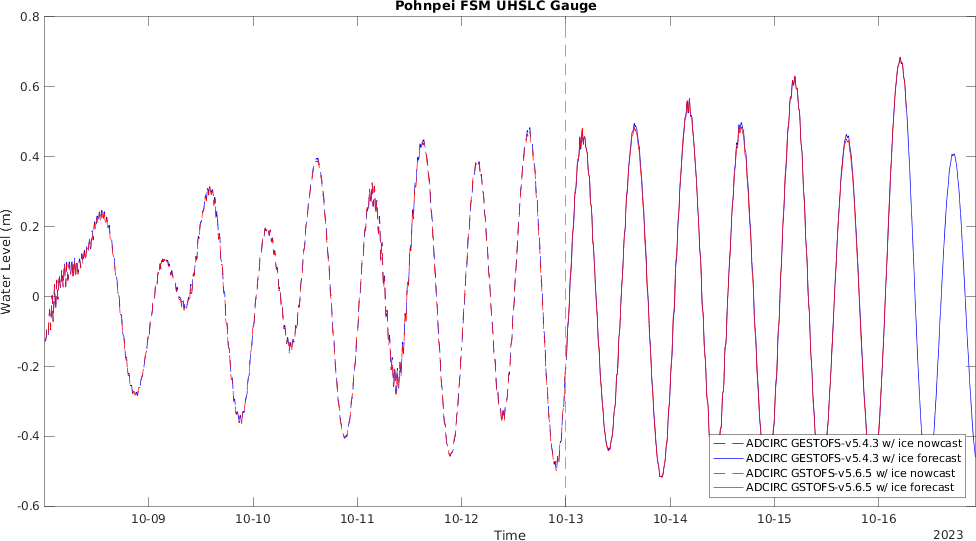 Pohnpei FSM UHSLC Gauge
0.8
0.6
0.4
0.2
0
-0.2
-0.4
-0.6
Water Level (m)
ADCIRC GESTOFS-v5.4.3 w/ ice nowcast
ADCIRC GESTOFS-v5.4.3 w/ ice forecast
ADCIRC GSTOFS-v5.6.5 w/ ice nowcast
ADCIRC GSTOFS-v5.6.5 w/ ice forecast
10-09 10-10 10-11 10-12 10-13 10-14 10-15 10-16
Time
2023